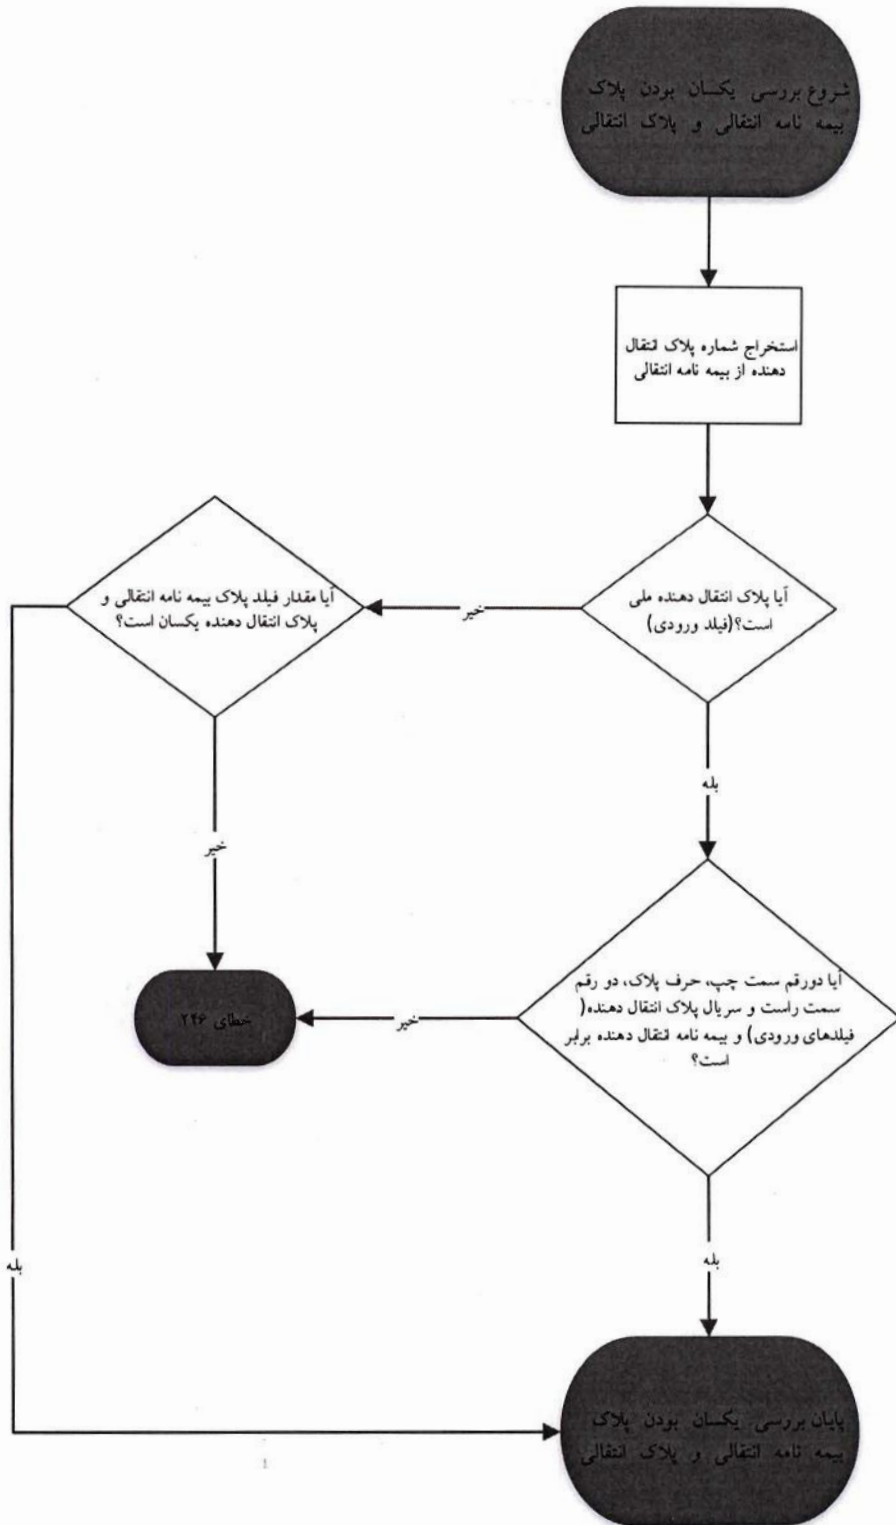 شروع بررسی یکسان بودن پلاک
بیمه نامه انتقالی و پلاک انتقالی
استخراج شماره پلاک انتقال
دهنده از بیمه نامه انتقالی
آیا پلاک انتقال دهنده ملی
است؟(فیلد ورودی)
خیر
آیا مقدار فیلد پلاک بیمه نامه انتقالی و
پلاک انتقال دهنده یکسان است؟
بله
خیر
آیا دورقم سمت چپ، حرف پلاک، دو رقم
سمت راست و سریال پلاک انتقال دهنده(
فیلدهای ورودی) و بیمه نامه انتقال دهنده برابر
است؟
خیر
خطای ۲۴۶
بله
بله
پایان بررسی یکسان بودن پلاک
بیمه نامه انتقالی و پلاک انتقالی